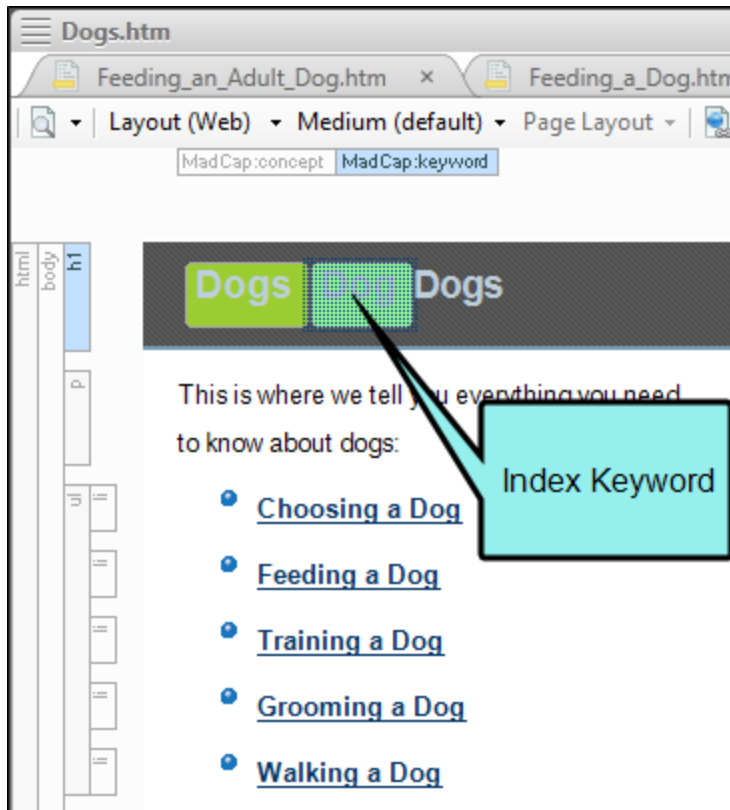 Dogs.htm
Feeding_an_Adult_Dog.htm × Feeding_a_Dog.htm
Layout (Web) Medium (default) Page Layout
MadCap:concept MadCap:keyword
html body h1
Dogs Dog Dogs
p
This is where we tell you everything you need
to know about dogs:
Index Keyword
ul li
Choosing a Dog
li
Feeding a Dog
li
Training a Dog
li
Grooming a Dog
li
Walking a Dog